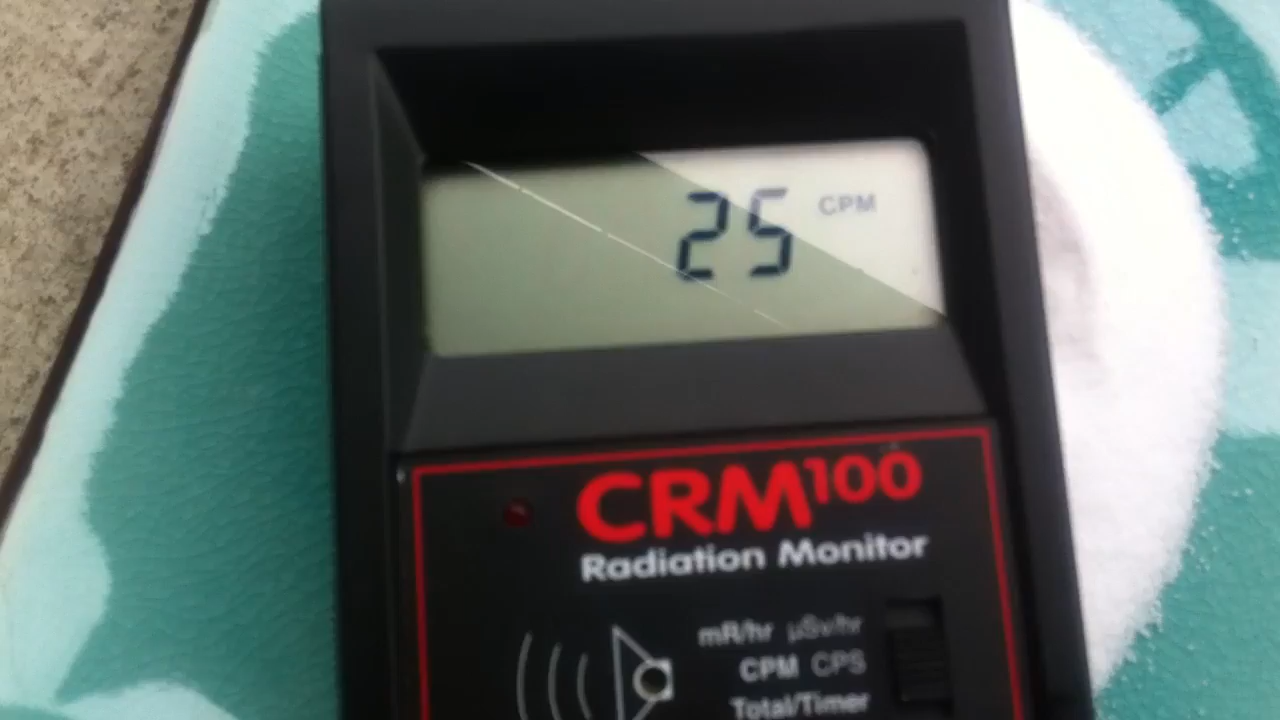 25 CPM
CRM100
Radiation Monitor
mR/hr µSv/hr
CPM CPS
Total/Timer